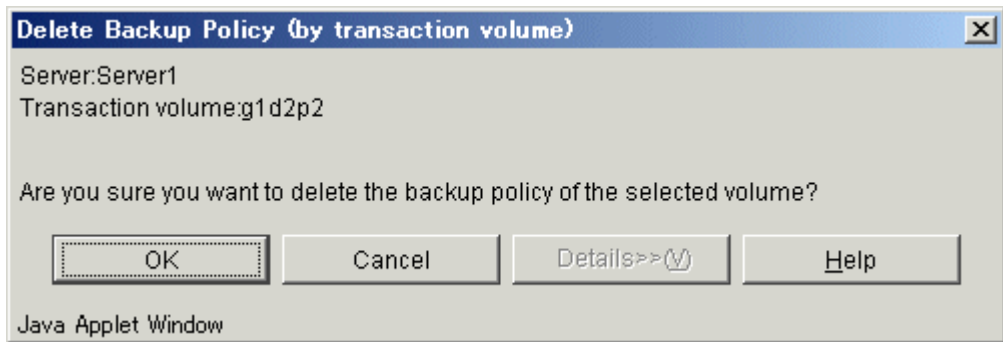 Delete Backup Policy (by transaction volume)
Server:Server1
Transaction volume:g1d2p2
Are you sure you want to delete the backup policy of the selected volume?
OK Cancel Details>>(V) Help
Java Applet Window